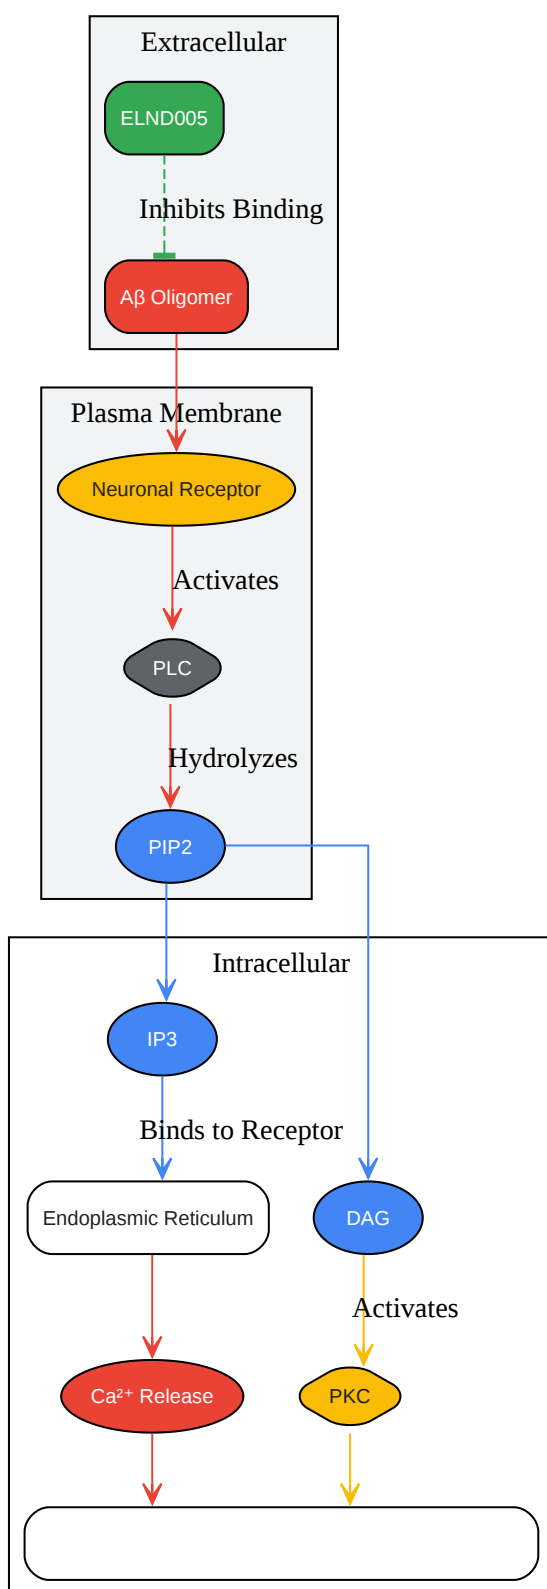 Extracellular
ELND005
Inhibits Binding
Aβ Oligomer
Plasma Membrane
Neuronal Receptor
Activates
PLC
Hydrolyzes
PIP2
Intracellular
IP3
Binds to Receptor
Endoplasmic Reticulum
DAG
Activates
Ca²⁺ Release
PKC